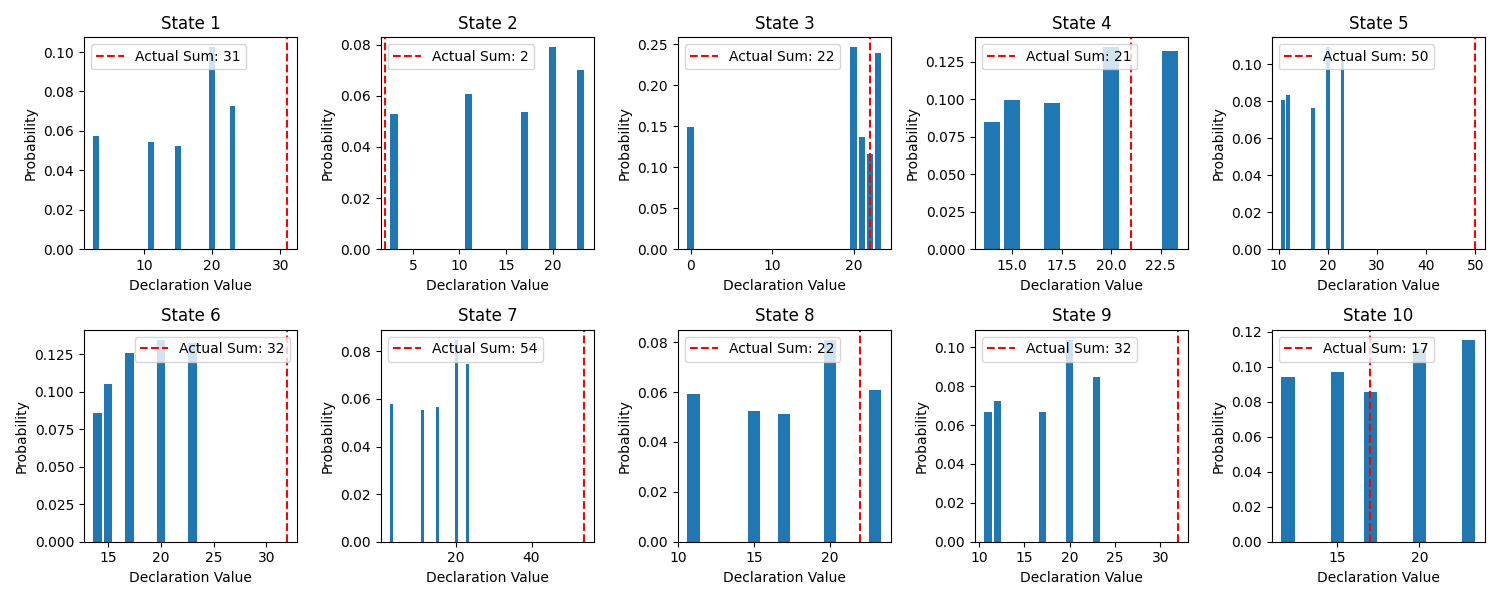 State 1
State 2
State 3
State 4
State 5
Actual Sum: 31
Actual Sum: 2
Actual Sum: 22
Actual Sum: 21
Actual Sum: 50
Probability
0.10
0.08
0.06
0.04
0.02
0.00
10
20
30
Declaration Value
Probability
0.08
0.06
0.04
0.02
0.00
5
10
15
20
Declaration Value
Probability
0.25
0.20
0.15
0.10
0.05
0.00
0
10
20
Declaration Value
Probability
0.125
0.100
0.075
0.050
0.025
0.000
15.0
17.5
20.0
22.5
Declaration Value
Probability
0.10
0.08
0.06
0.04
0.02
0.00
10
20
30
40
50
Declaration Value
State 6
State 7
State 8
State 9
State 10
Actual Sum: 32
Actual Sum: 54
Actual Sum: 22
Actual Sum: 32
Actual Sum: 17
Probability
0.125
0.100
0.075
0.050
0.025
0.000
15
20
25
30
Declaration Value
Probability
0.08
0.06
0.04
0.02
0.00
20
40
Declaration Value
Probability
0.08
0.06
0.04
0.02
0.00
10
15
20
Declaration Value
Probability
0.10
0.08
0.06
0.04
0.02
0.00
10
15
20
25
30
Declaration Value
Probability
0.12
0.10
0.08
0.06
0.04
0.02
0.00
15
20
Declaration Value